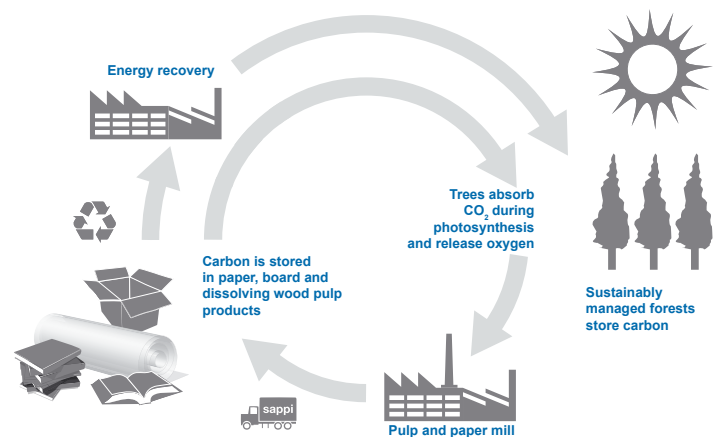 Energy recovery
Trees absorb
CO₂ during
photosynthesis
and release oxygen
Carbon is stored
in paper, board and
dissolving wood pulp
products
Sustainably
managed forests
store carbon
sappi
Pulp and paper mill